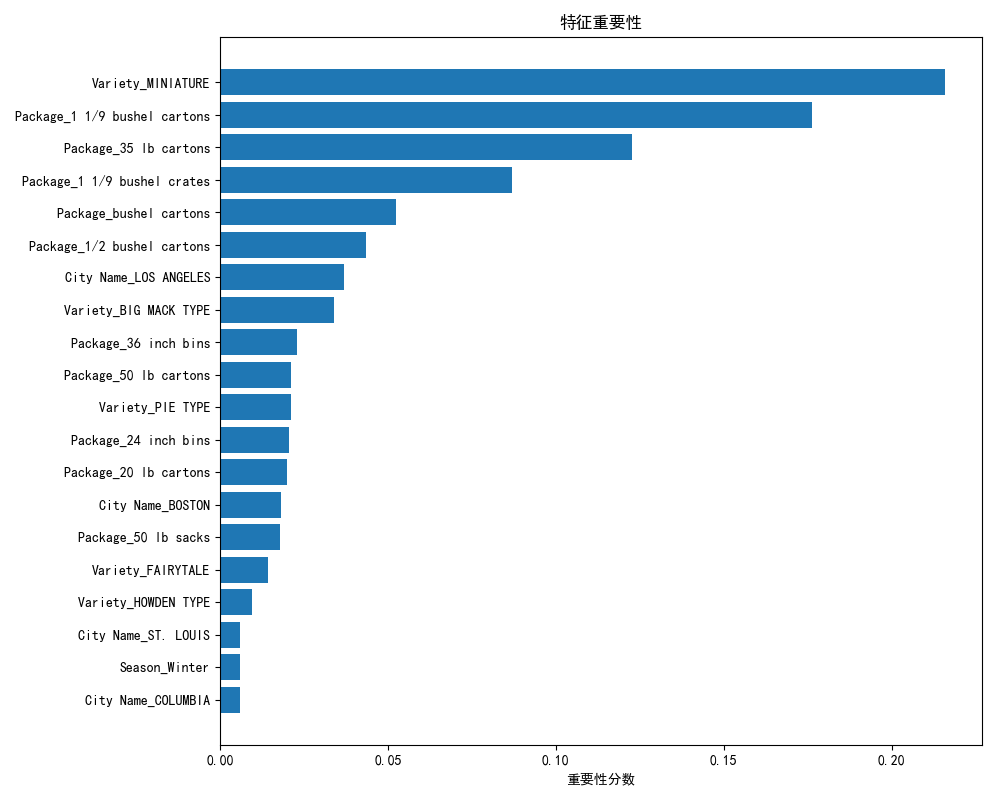 特征重要性
Variety_MINIATURE
Package_1 1/9 bushel cartons
Package_35 lb cartons
Package_1 1/9 bushel crates
Package_bushel cartons
Package_1/2 bushel cartons
City Name_LOS ANGELES
Variety_BIG MACK TYPE
Package_36 inch bins
Package_50 lb cartons
Variety_PIE TYPE
Package_24 inch bins
Package_20 lb cartons
City Name_BOSTON
Package_50 lb sacks
Variety_FAIRYTALE
Variety_HOWDEN TYPE
City Name_ST. LOUIS
Season_Winter
City Name_COLUMBIA
0.00 0.05 0.10 0.15 0.20
重要性分数